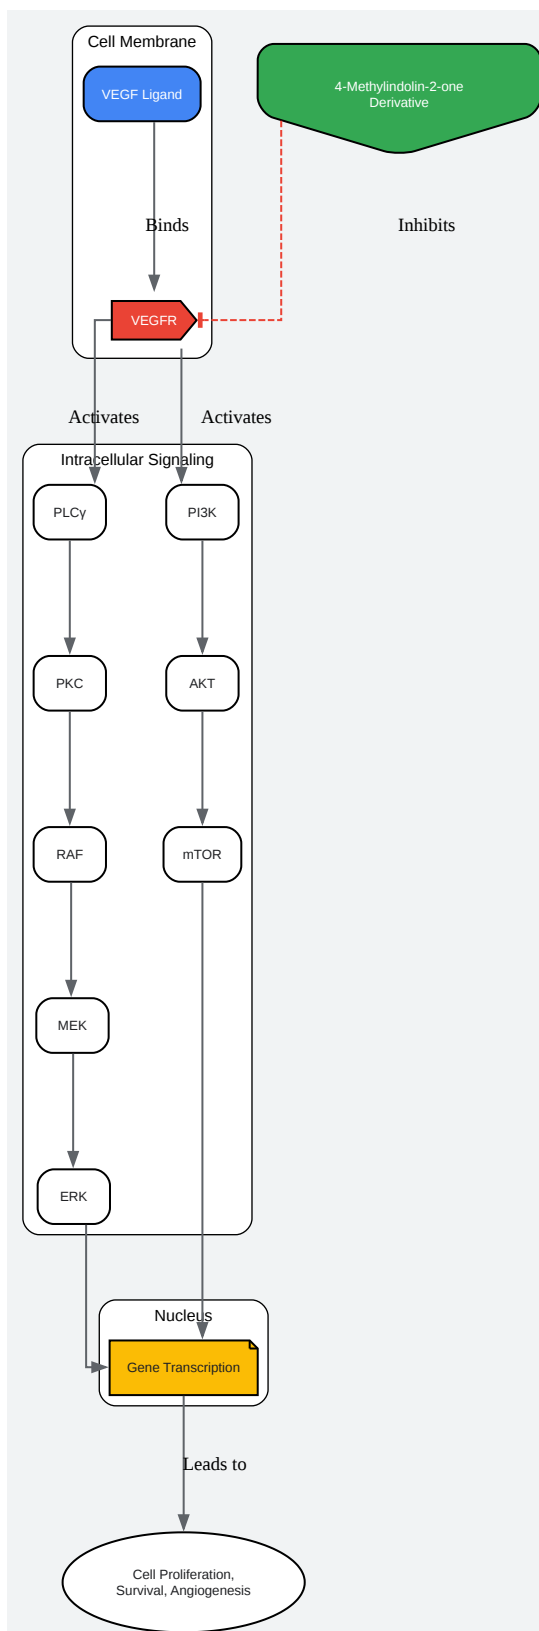 Cell Membrane
VEGF Ligand
4-Methylindolin-2-one
Derivative
Binds
Inhibits
VEGFR
Activates
Activates
Intracellular Signaling
PLCγ
PI3K
PKC
AKT
RAF
mTOR
MEK
ERK
Nucleus
Gene Transcription
Leads to
Cell Proliferation,
Survival, Angiogenesis